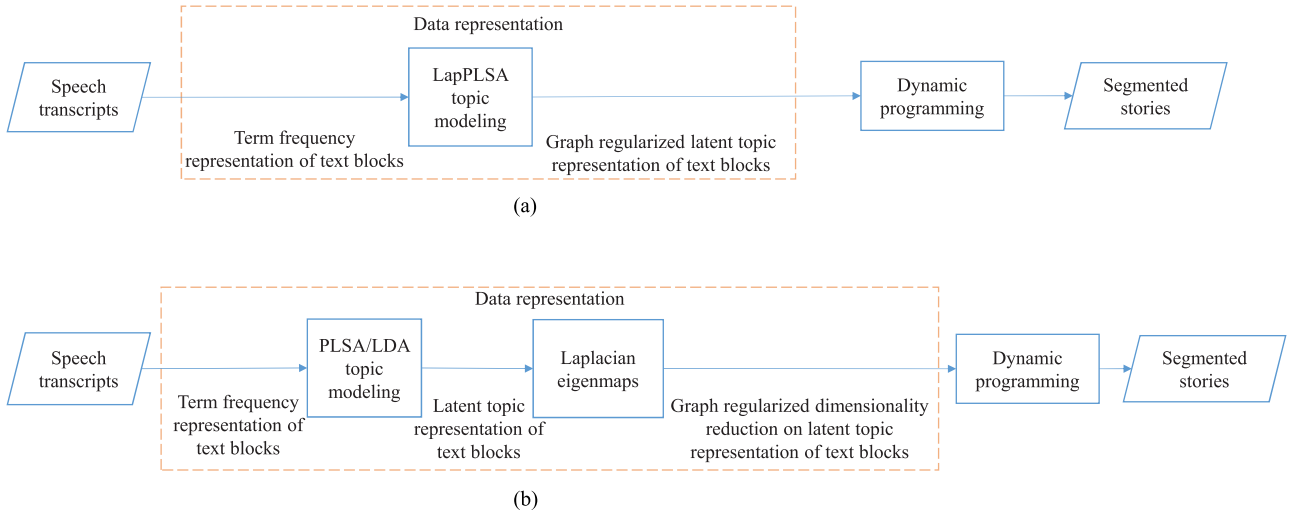 Data representation
Speech
transcripts
LapPLSA
topic
modeling
Term frequency
representation of text blocks
Graph regularized latent topic
representation of text blocks
Dynamic
programming
Segmented
stories
(a)
Data representation
Speech
transcripts
PLSA/LDA
topic
modeling
Laplacian
eigenmaps
Term frequency
representation of
text blocks
Latent topic
representation of
text blocks
Graph regularized dimensionality
reduction on latent topic
representation of text blocks
Dynamic
programming
Segmented
stories
(b)